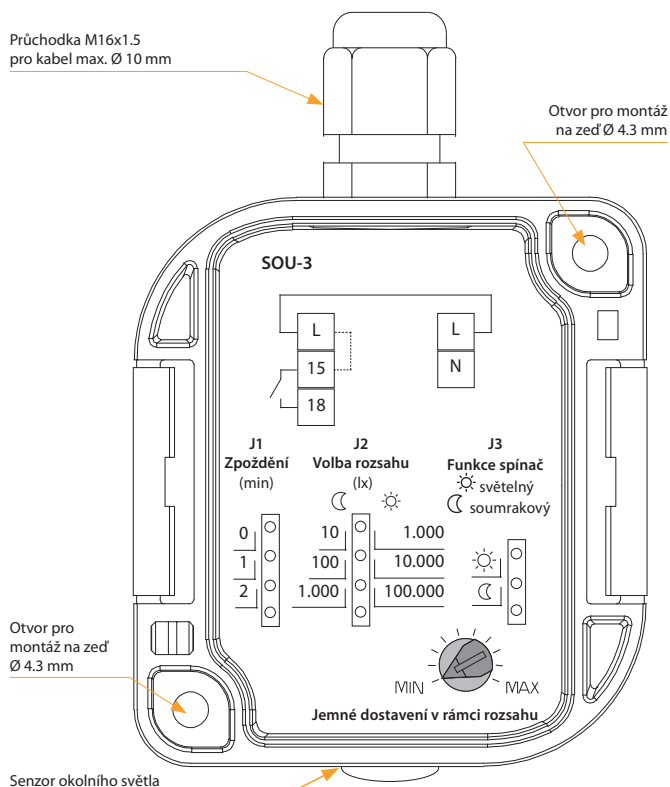 Průchodka M16x1.5
pro kabel max. Ø 10 mm
Otvor pro montáž
na zeď Ø 4.3 mm
SOU-3
L
L
15
N
18
J1
Zpoždění
(min)
J2
Volba rozsahu
(lx)
J3
Funkce spínač
světelný
soumrakový
0
10
1.000
1
100
10.000
2
1.000
100.000
Otvor pro
montáž na zeď
Ø 4.3 mm
MIN
MAX
Jemné dostavení v rámci rozsahu
Senzor okolního světla